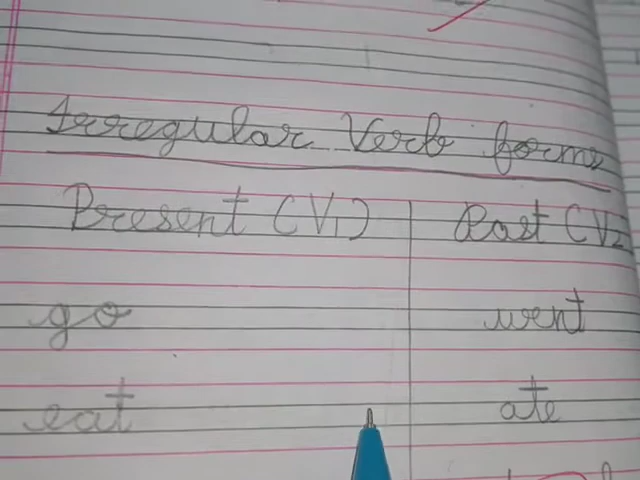 Irregular Verb forms
Present (V1) Past (V2
go went
eat ate